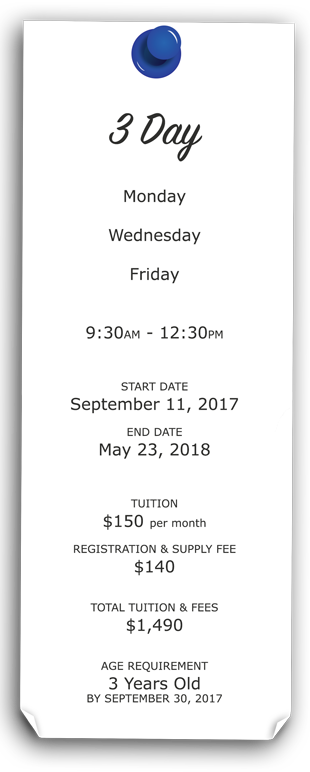 3 Day
Monday
Wednesday
Friday
9:30AM - 12:30PM
START DATE
September 11, 2017
END DATE
May 23, 2018
TUITION
$150 per month
REGISTRATION & SUPPLY FEE
$140
TOTAL TUITION & FEES
$1,490
AGE REQUIREMENT
3 Years Old
BY SEPTEMBER 30, 2017